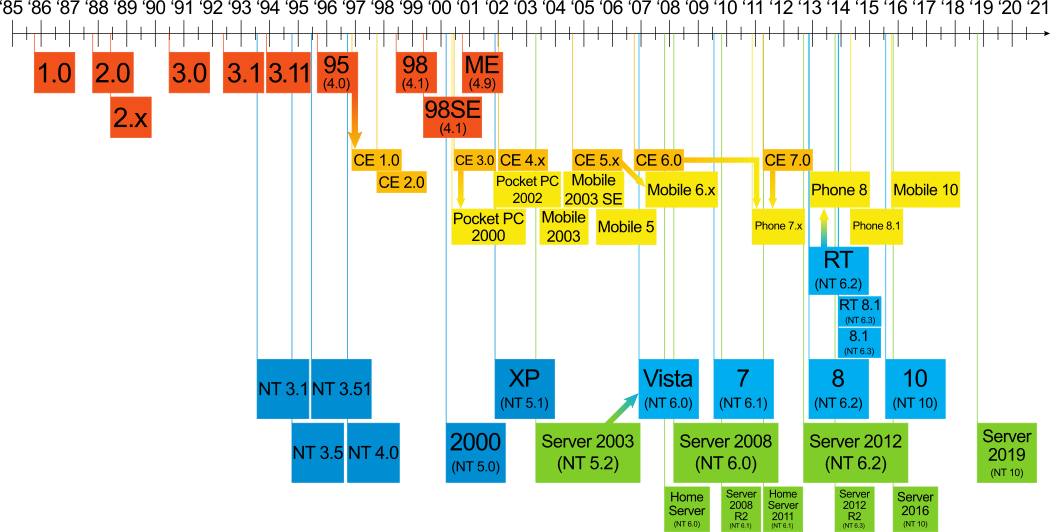 '85 '86 '87 '88 '89 '90 '91 '92 '93 '94 '95 '96 '97 '98 '99 '00 '01 '02 '03 '04 '05 '06 '07 '08 '09 '10 '11 '12 '13 '14 '15 '16 '17 '18 '19 '20 '21
1.0
2.0
3.0
3.1
3.11
95
(4.0)
98
(4.1)
ME
(4.9)
2.x
98SE
(4.1)
CE 1.0
CE 3.0
CE 4.x
CE 5.x
CE 6.0
CE 7.0
CE 2.0
Pocket PC
2002
Mobile
2003 SE
Mobile 6.x
Phone 8
Mobile 10
Pocket PC
2000
Mobile
2003
Mobile 5
Phone 7.x
Phone 8.1
RT
(NT 6.2)
RT 8.1
(NT 6.3)
8.1
(NT 6.3)
NT 3.1
NT 3.51
XP
(NT 5.1)
Vista
(NT 6.0)
7
(NT 6.1)
8
(NT 6.2)
10
(NT 10)
NT 3.5
NT 4.0
2000
(NT 5.0)
Server 2003
(NT 5.2)
Server 2008
(NT 6.0)
Server 2012
(NT 6.2)
Server
2019
(NT 10)
Home
Server
(NT 6.0)
Server
2008
R2
(NT 6.1)
Home
Server
2011
(NT 6.1)
Server
2012
R2
(NT 6.3)
Server
2016
(NT 10)